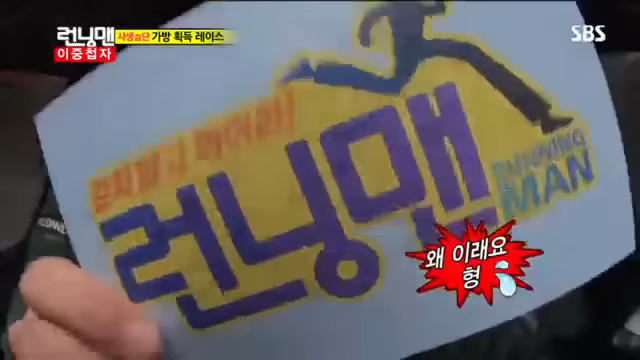 런닝맨
이중첩자
사생결단 가방 획득 레이스
SBS
런닝맨
RUNNING
MAN
왜 이래요
형